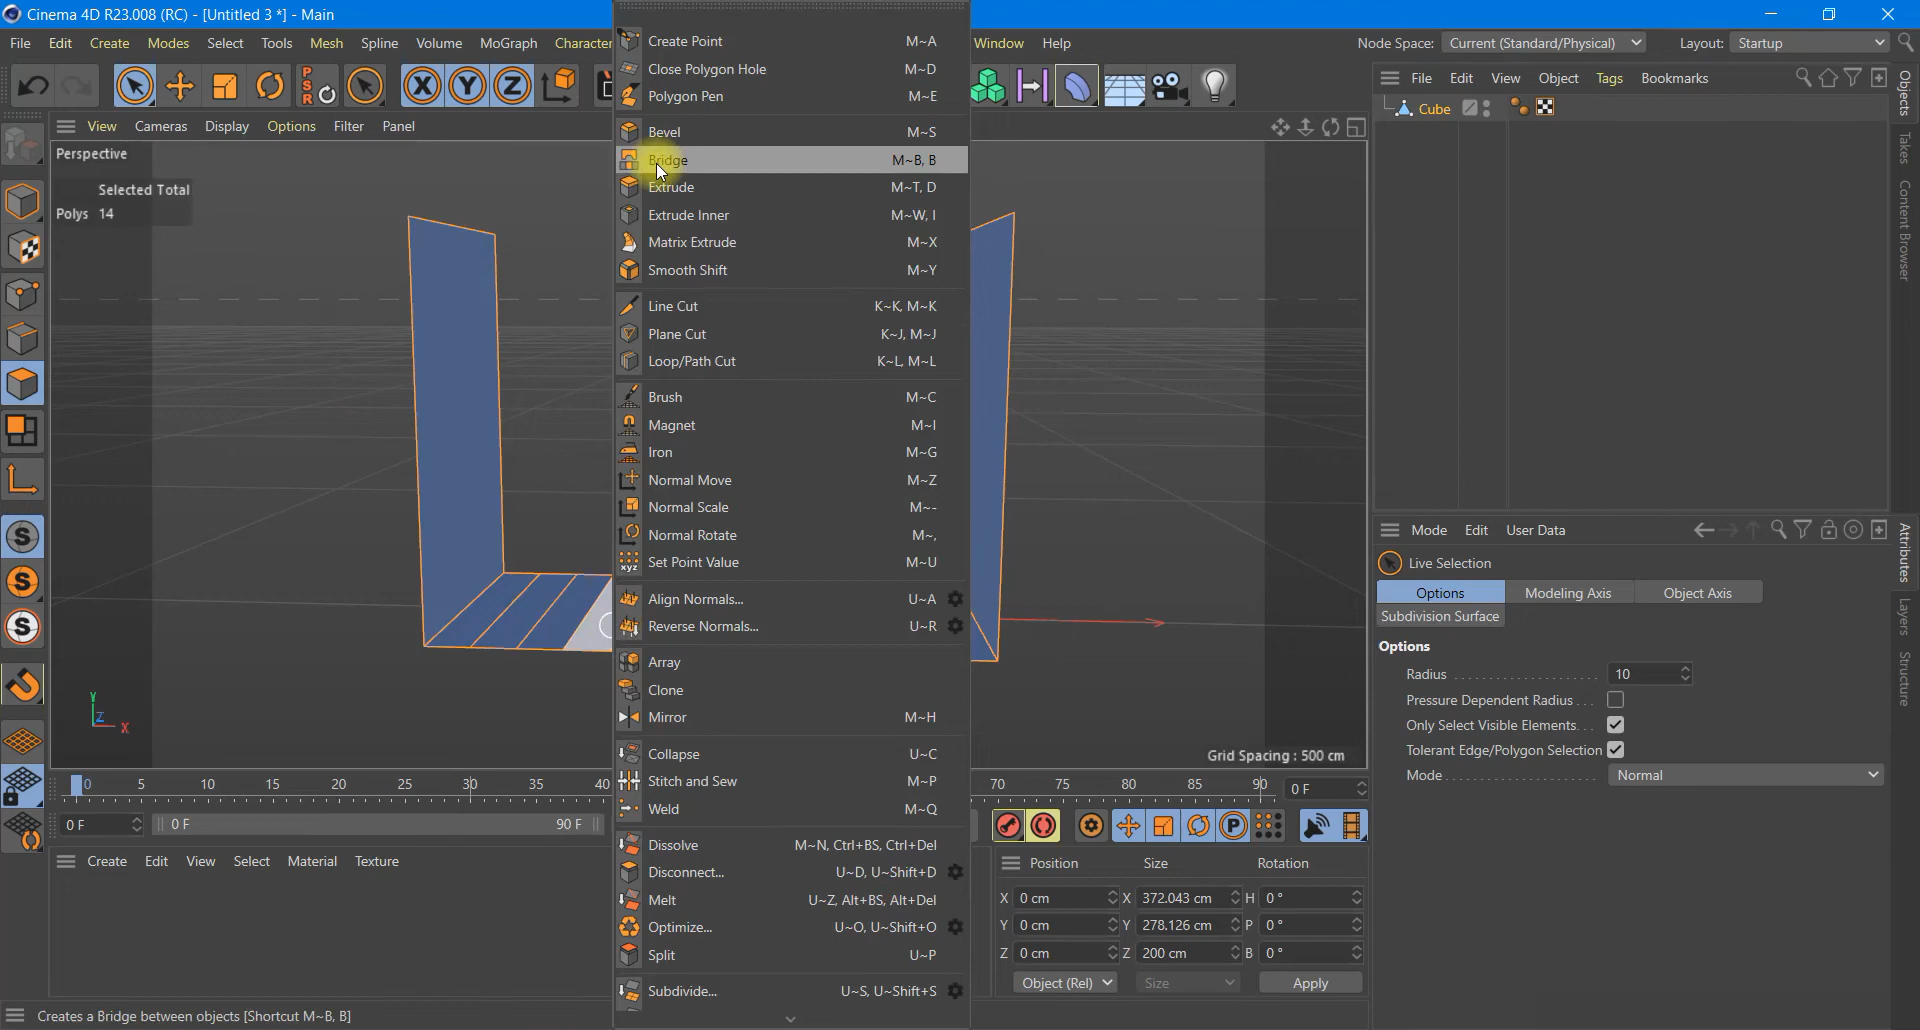 Cinema 4D R23.008 (RC) - [Untitled 3 *] - Main
File Edit Create Modes Select Tools Mesh Spline Volume MoGraph Character Window Help
Node Space: Current (Standard/Physical) Layout: Startup
View Cameras Display Options Filter Panel
Perspective
Selected Total
Polys 14
Create Point M~A
Close Polygon Hole M~D
Polygon Pen M~E
Bevel M~S
Bridge M~B, B
Extrude M~T, D
Extrude Inner M~W, I
Matrix Extrude M~X
Smooth Shift M~Y
Line Cut K~K, M~K
Plane Cut K~J, M~J
Loop/Path Cut K~L, M~L
Brush M~C
Magnet M~I
Iron M~G
Normal Move M~Z
Normal Scale M~-
Normal Rotate M~,
Set Point Value M~U
Align Normals... U~A
Reverse Normals... U~R
Array
Clone
Mirror M~H
Collapse U~C
Stitch and Sew M~P
Weld M~Q
Dissolve M~N, Ctrl+BS, Ctrl+Del
Disconnect... U~D, U~Shift+D
Melt U~Z, Alt+BS, Alt+Del
Optimize... U~O, U~Shift+O
Split U~P
Subdivide... U~S, U~Shift+S
Grid Spacing : 500 cm
Y
Z
X
0 5 10 15 20 25 30 35 40 70 75 80 85 90 0 F
0 F 0 F 90 F
Create Edit View Select Material Texture
Position Size Rotation
X 0 cm X 372.043 cm H 0 °
Y 0 cm Y 278.126 cm P 0 °
Z 0 cm Z 200 cm B 0 °
Object (Rel) Size Apply
Creates a Bridge between objects [Shortcut M~B, B]
File Edit View Object Tags Bookmarks
Cube
Objects
Takes
Content Browser
Mode Edit User Data
Live Selection
Options Modeling Axis Object Axis
Subdivision Surface
Options
Radius 10
Pressure Dependent Radius
Only Select Visible Elements
Tolerant Edge/Polygon Selection
Mode Normal
Attributes
Layers
Structure